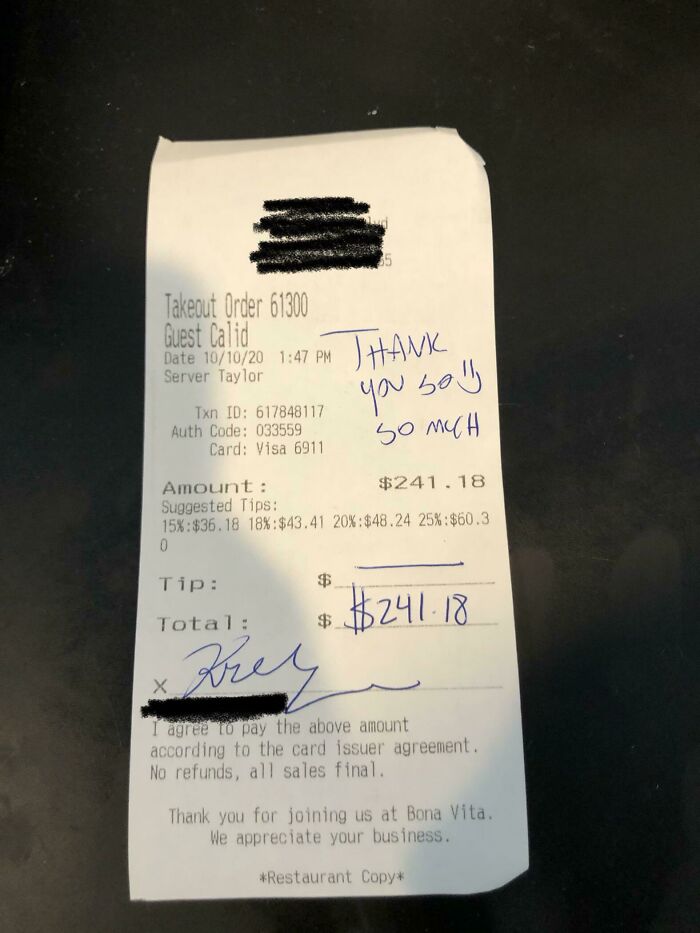 lvd
65
Takeout Order 61300
Guest Calid
Date 10/10/20 1:47 PM
Server Taylor
THANK
YOU SO
SO MUCH
Txn ID: 617848117
Auth Code: 033559
Card: Visa 6911
Amount: $241.18
Suggested Tips:
15%:$36.18 18%:$43.41 20%:$48.24 25%:$60.3
0
Tip: $
Total: $ $241.18
X
I agree to pay the above amount
according to the card issuer agreement.
No refunds, all sales final.
Thank you for joining us at Bona Vita.
We appreciate your business.
*Restaurant Copy*